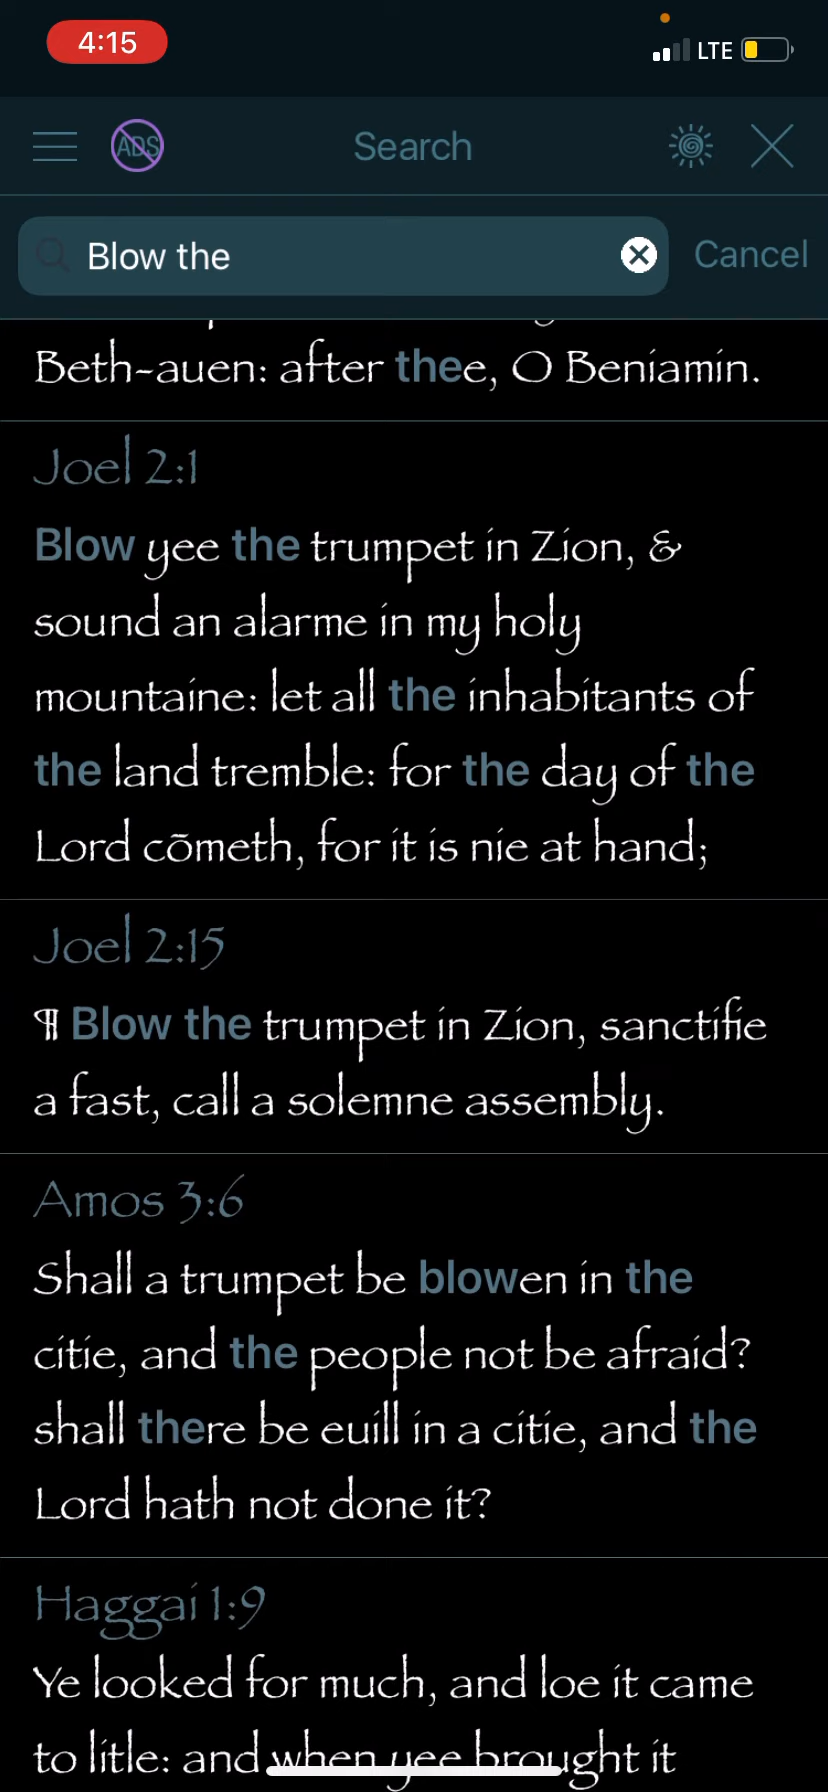 4:15
LTE
ADS
Search
Blow the
Cancel
Beth-auen: after thee, O Beniamin.
Joel 2:1
Blow yee the trumpet in Zion, &
sound an alarme in my holy
mountaine: let all the inhabitants of
the land tremble: for the day of the
Lord cōmeth, for it is nie at hand;
Joel 2:15
¶ Blow the trumpet in Zion, sanctifie
a fast, call a solemne assembly.
Amos 3:6
Shall a trumpet be blowen in the
citie, and the people not be afraid?
shall there be euill in a citie, and the
Lord hath not done it?
Haggai 1:9
Ye looked for much, and loe it came
to litle: and when yee brought it